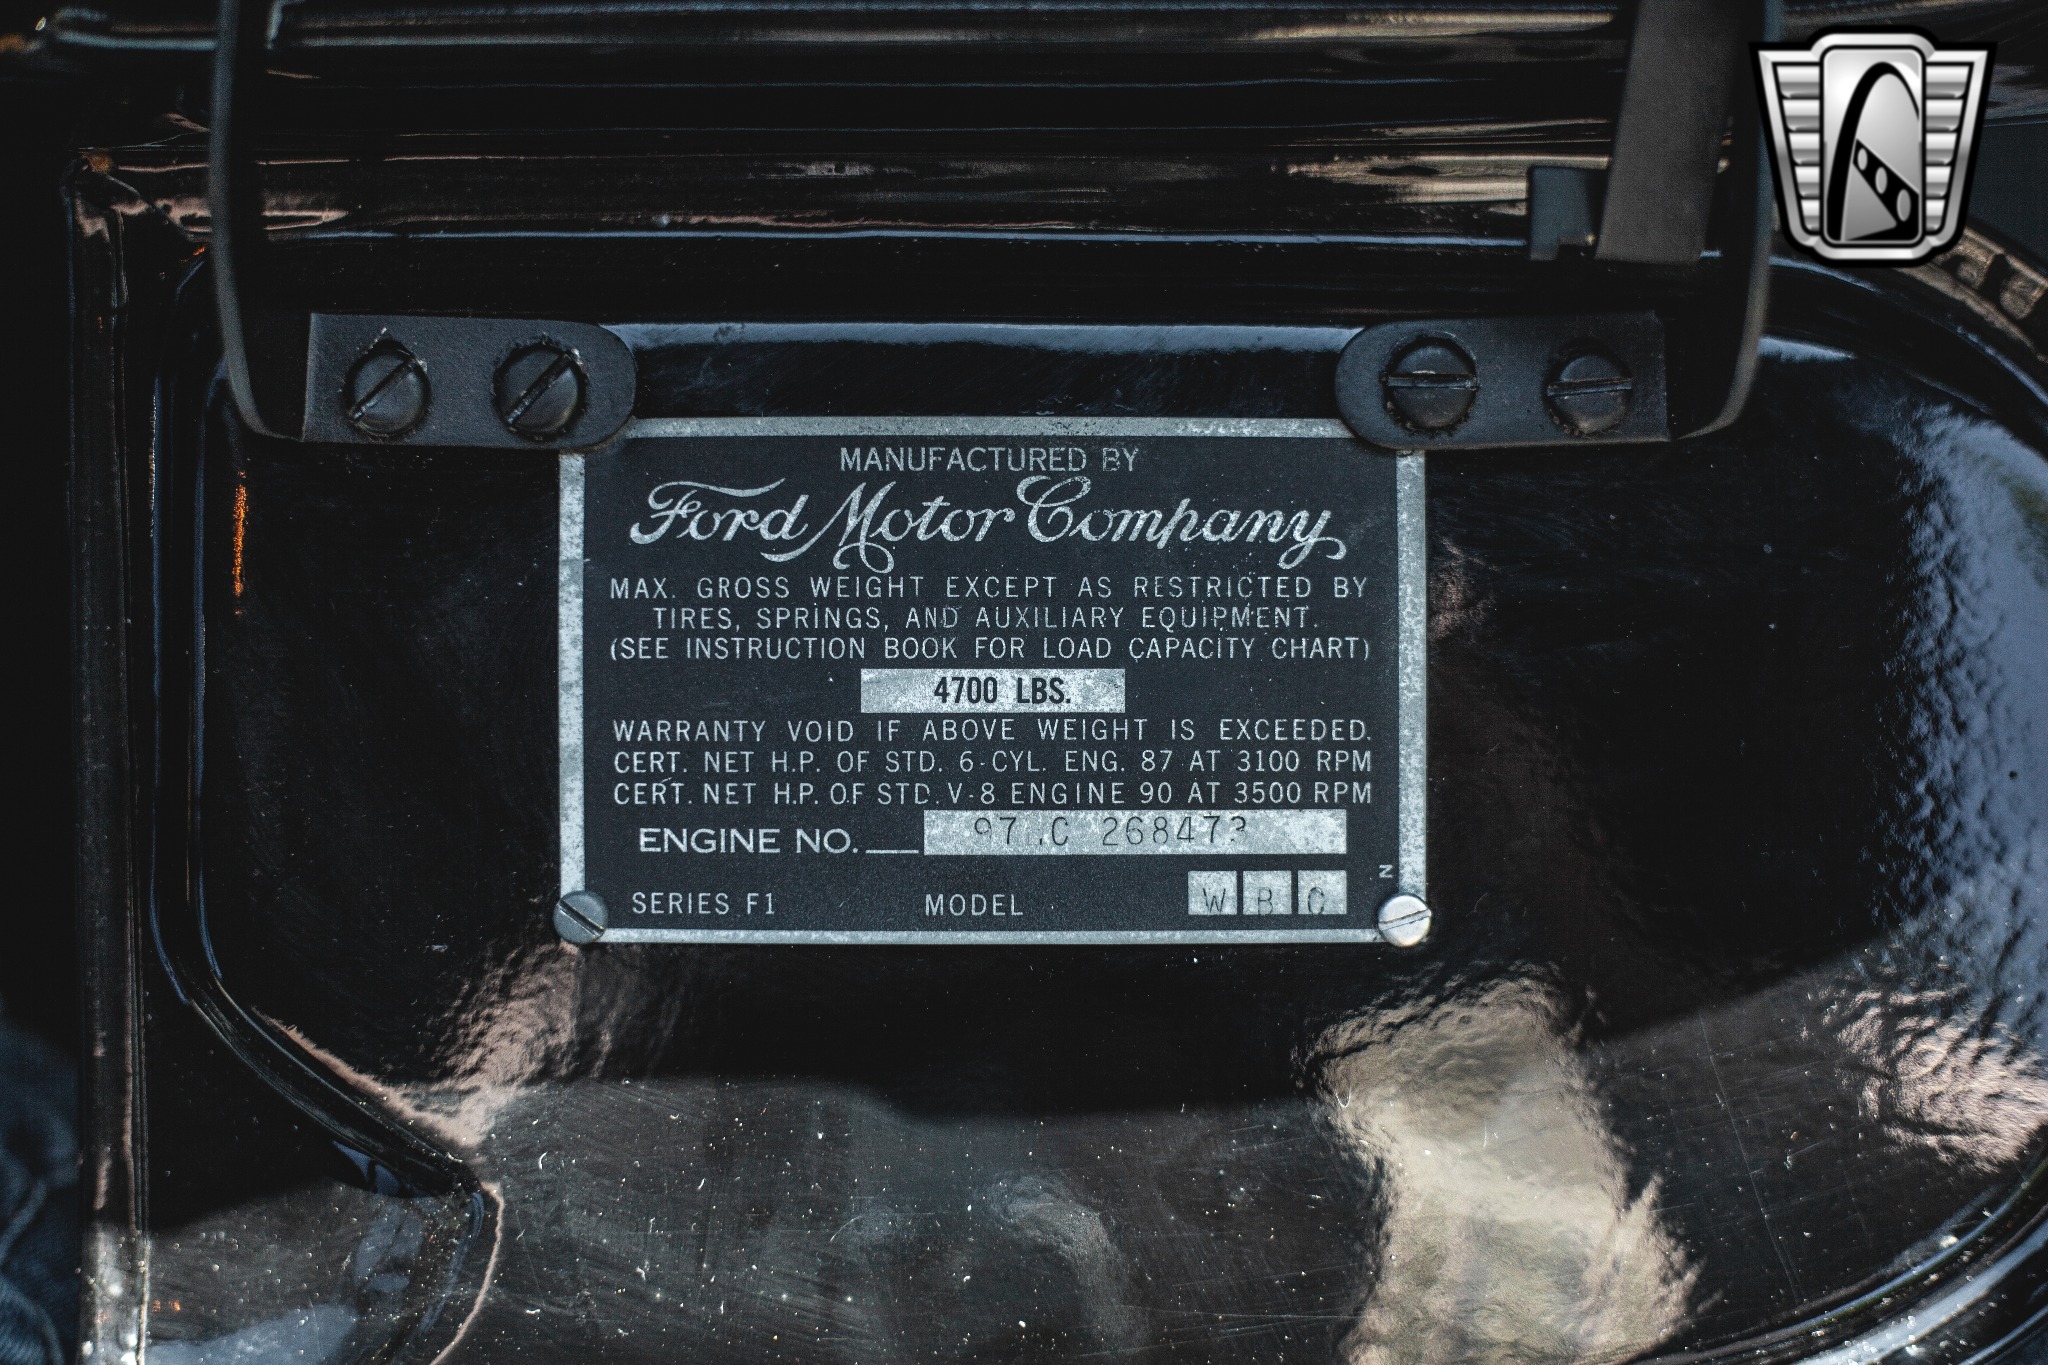 MANUFACTURED BY
Ford Motor Company
MAX. GROSS WEIGHT EXCEPT AS RESTRICTED BY
TIRES, SPRINGS, AND AUXILIARY EQUIPMENT.
(SEE INSTRUCTION BOOK FOR LOAD CAPACITY CHART)
4700 LBS.
WARRANTY VOID IF ABOVE WEIGHT IS EXCEEDED.
CERT. NET H.P. OF STD. 6-CYL. ENG. 87 AT 3100 RPM
CERT. NET H.P. OF STD. V-8 ENGINE 90 AT 3500 RPM
ENGINE NO.
SERIES F1 MODEL W B
N